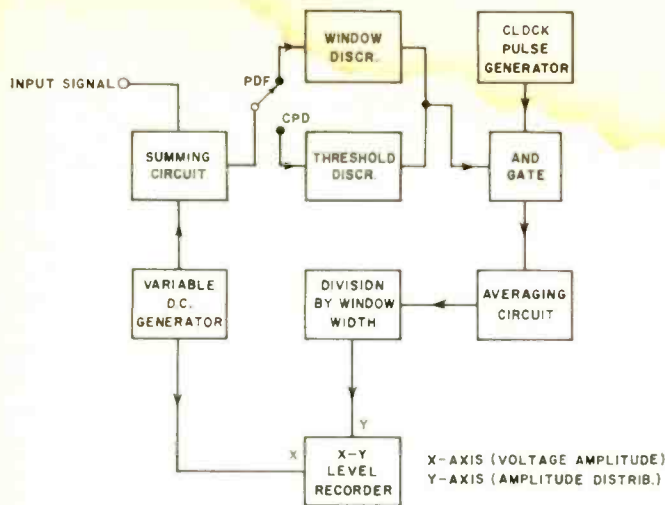 WINDOW
DISCR.
CLOCK
PULSE
GENERATOR
INPUT SIGNAL
PDF
CPD
SUMMING
CIRCUIT
THRESHOLD
DISCR.
AND
GATE
VARIABLE
D.C.
GENERATOR
DIVISION
BY WINDOW
WIDTH
AVERAGING
CIRCUIT
Y
X
X-Y
LEVEL
RECORDER
X-AXIS (VOLTAGE AMPLITUDE)
Y-AXIS (AMPLITUDE DISTRIB.)